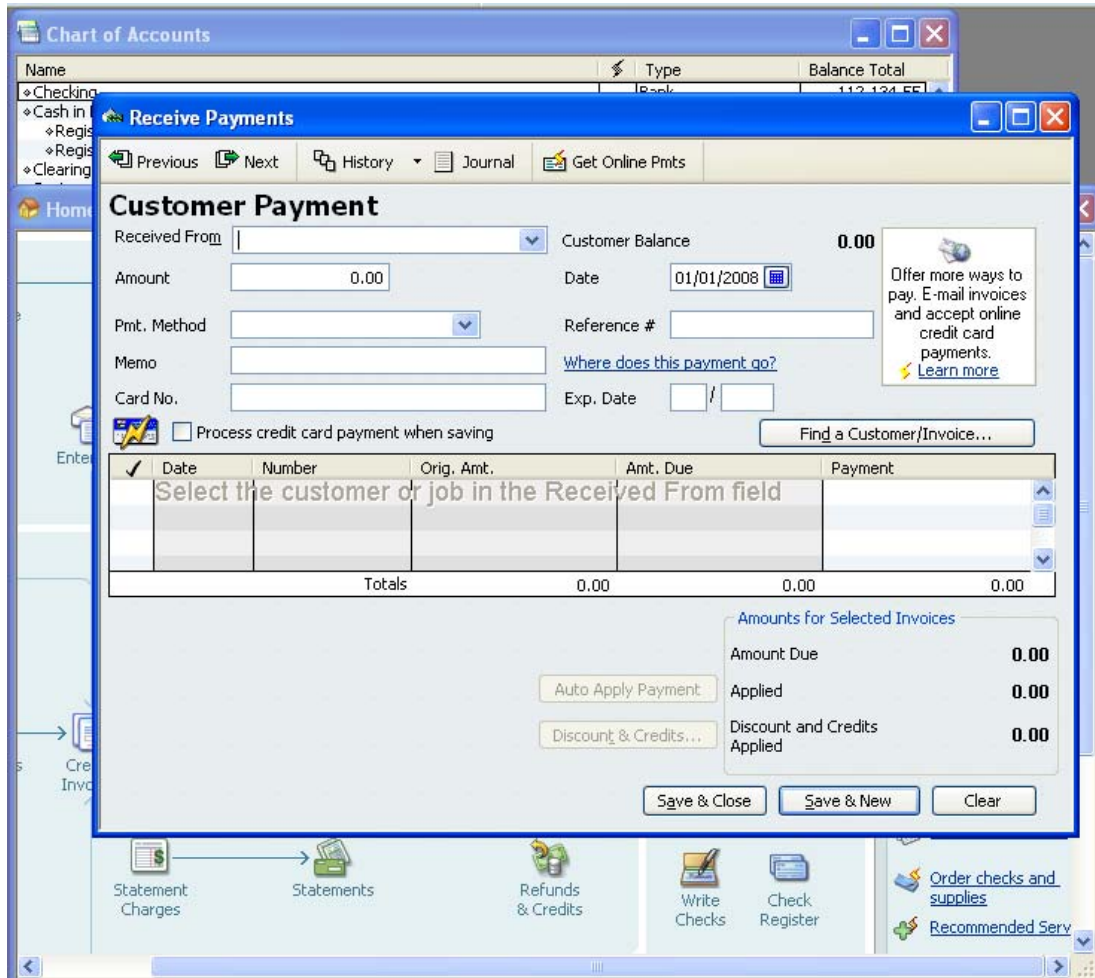 Chart of Accounts
Name Type Balance Total
Checking Bank 112,134.55
Cash in
Regis
Regis
Clearing
Receive Payments
Previous Next History Journal Get Online Pmts
Home
Customer Payment
Received From Customer Balance 0.00
Amount 0.00 Date 01/01/2008
Pmt. Method Reference #
Memo Where does this payment go?
Card No. Exp. Date /
Offer more ways to
pay. E-mail invoices
and accept online
credit card
payments.
Learn more
Process credit card payment when saving Find a Customer/Invoice...
Date Number Orig. Amt. Amt. Due Payment
Select the customer or job in the Received From field
Totals 0.00 0.00 0.00
Amounts for Selected Invoices
Amount Due 0.00
Auto Apply Payment Applied 0.00
Discount & Credits... Discount and Credits
Applied 0.00
Save & Close Save & New Clear
Enter
Cre
Invo
Statement
Charges
Statements
Refunds
& Credits
Write
Checks
Check
Register
Order checks and
supplies
Recommended Serv